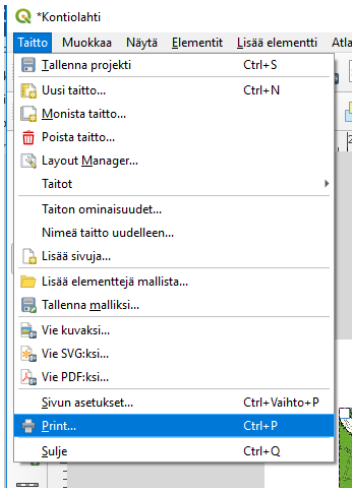 *Kontiolahti
Taitto Muokkaa Näytä Elementit Lisää elementti Atla
Tallenna projekti Ctrl+S
Uusi taitto... Ctrl+N
Monista taitto...
Poista taitto...
Layout Manager...
Taitot
Taiton ominaisuudet...
Nimeä taitto uudelleen...
Lisää sivuja...
Lisää elementtejä mallista...
Tallenna malliksi...
Vie kuvaksi...
Vie SVG:ksi...
Vie PDF:ksi...
Sivun asetukset... Ctrl+Vaihto+P
Print... Ctrl+P
Sulje Ctrl+Q